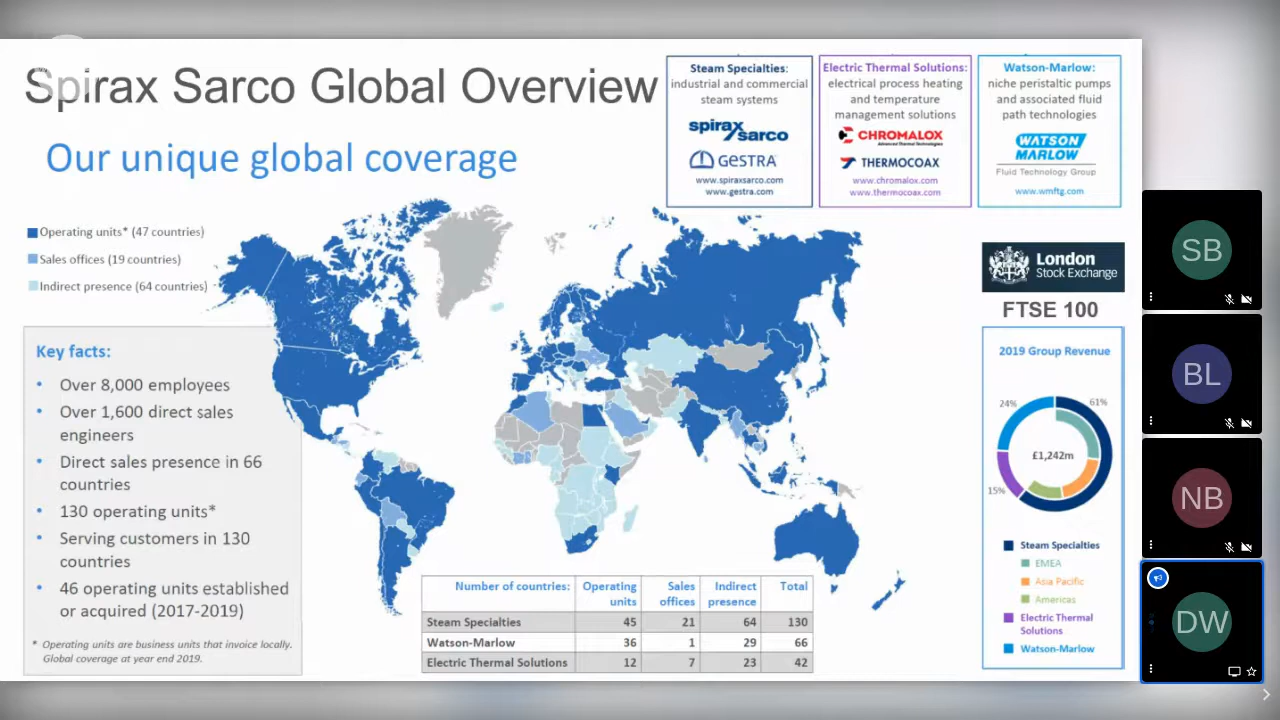 Spirax Sarco Global Overview
Our unique global coverage
Steam Specialties:
industrial and commercial
steam systems
spirax
sarco
GESTRA
www.spiraxsarco.com
www.gestra.com
Electric Thermal Solutions:
electrical process heating
and temperature
management solutions
CHROMALOX
Advanced Thermal Technologies
THERMOCOAX
www.chromalox.com
www.thermocoax.com
Watson-Marlow:
niche peristaltic pumps
and associated fluid
path technologies
WATSON
MARLOW
Fluid Technology Group
www.wmftg.com
Operating units* (47 countries)
Sales offices (19 countries)
Indirect presence (64 countries)
Key facts:
• Over 8,000 employees
• Over 1,600 direct sales
engineers
• Direct sales presence in 66
countries
• 130 operating units*
• Serving customers in 130
countries
• 46 operating units established
or acquired (2017-2019)
* Operating units are business units that invoice locally.
Global coverage at year end 2019.
Number of countries: Operating units Sales offices Indirect presence Total
Steam Specialties 45 21 64 130
Watson-Marlow 36 1 29 66
Electric Thermal Solutions 12 7 23 42
London
Stock Exchange
FTSE 100
2019 Group Revenue
24%
61%
£1,242m
15%
Steam Specialties
EMEA
Asia Pacific
Americas
Electric Thermal
Solutions
Watson-Marlow
SB
BL
NB
DW